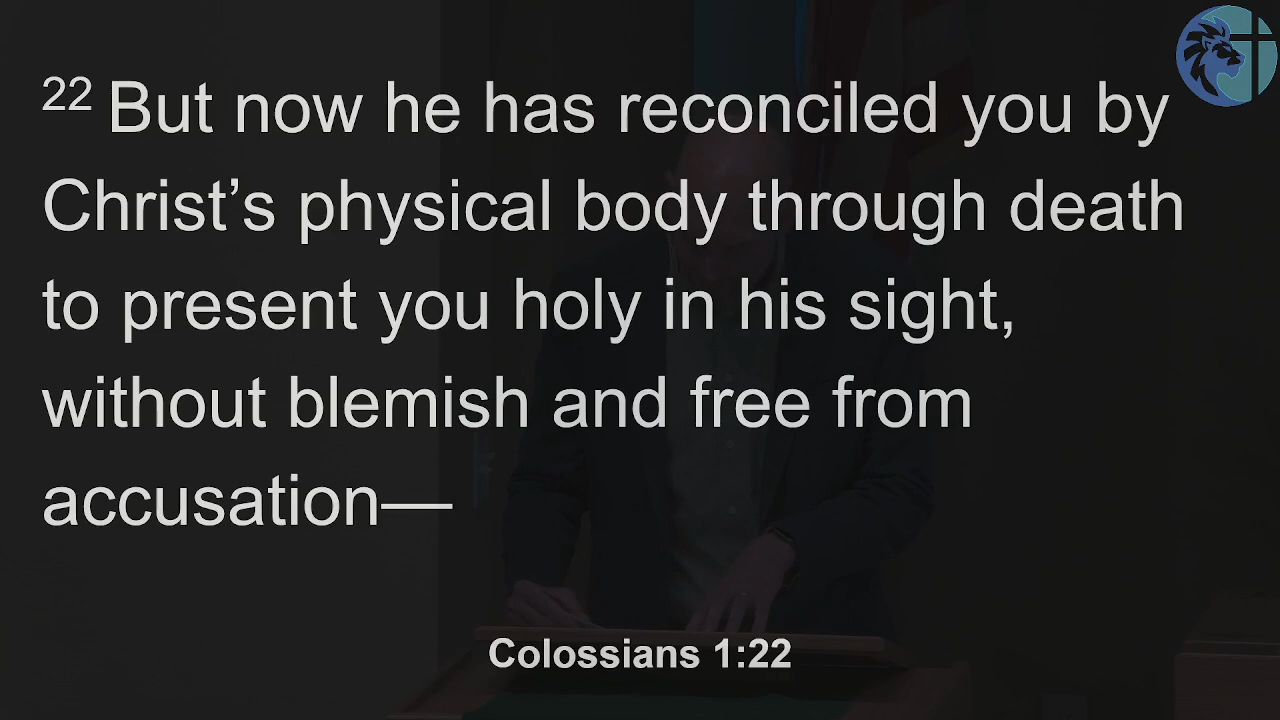 22 But now he has reconciled you by
Christ’s physical body through death
to present you holy in his sight,
without blemish and free from
accusation—
Colossians 1:22